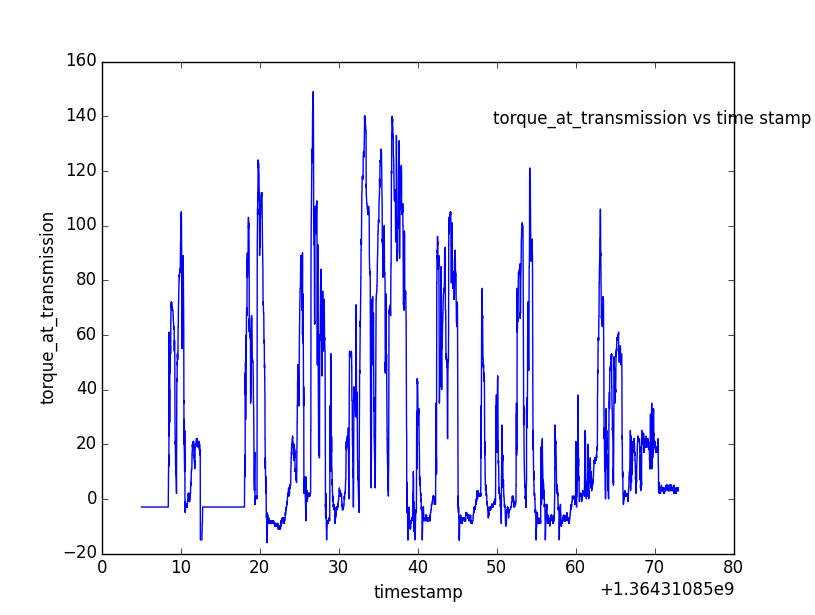 160
140
120
100
80
60
40
20
0
−20
torque_at_transmission vs time stamp
torque_at_transmission
0 10 20 30 40 50 60 70 80
timestamp
+1.36431085e9